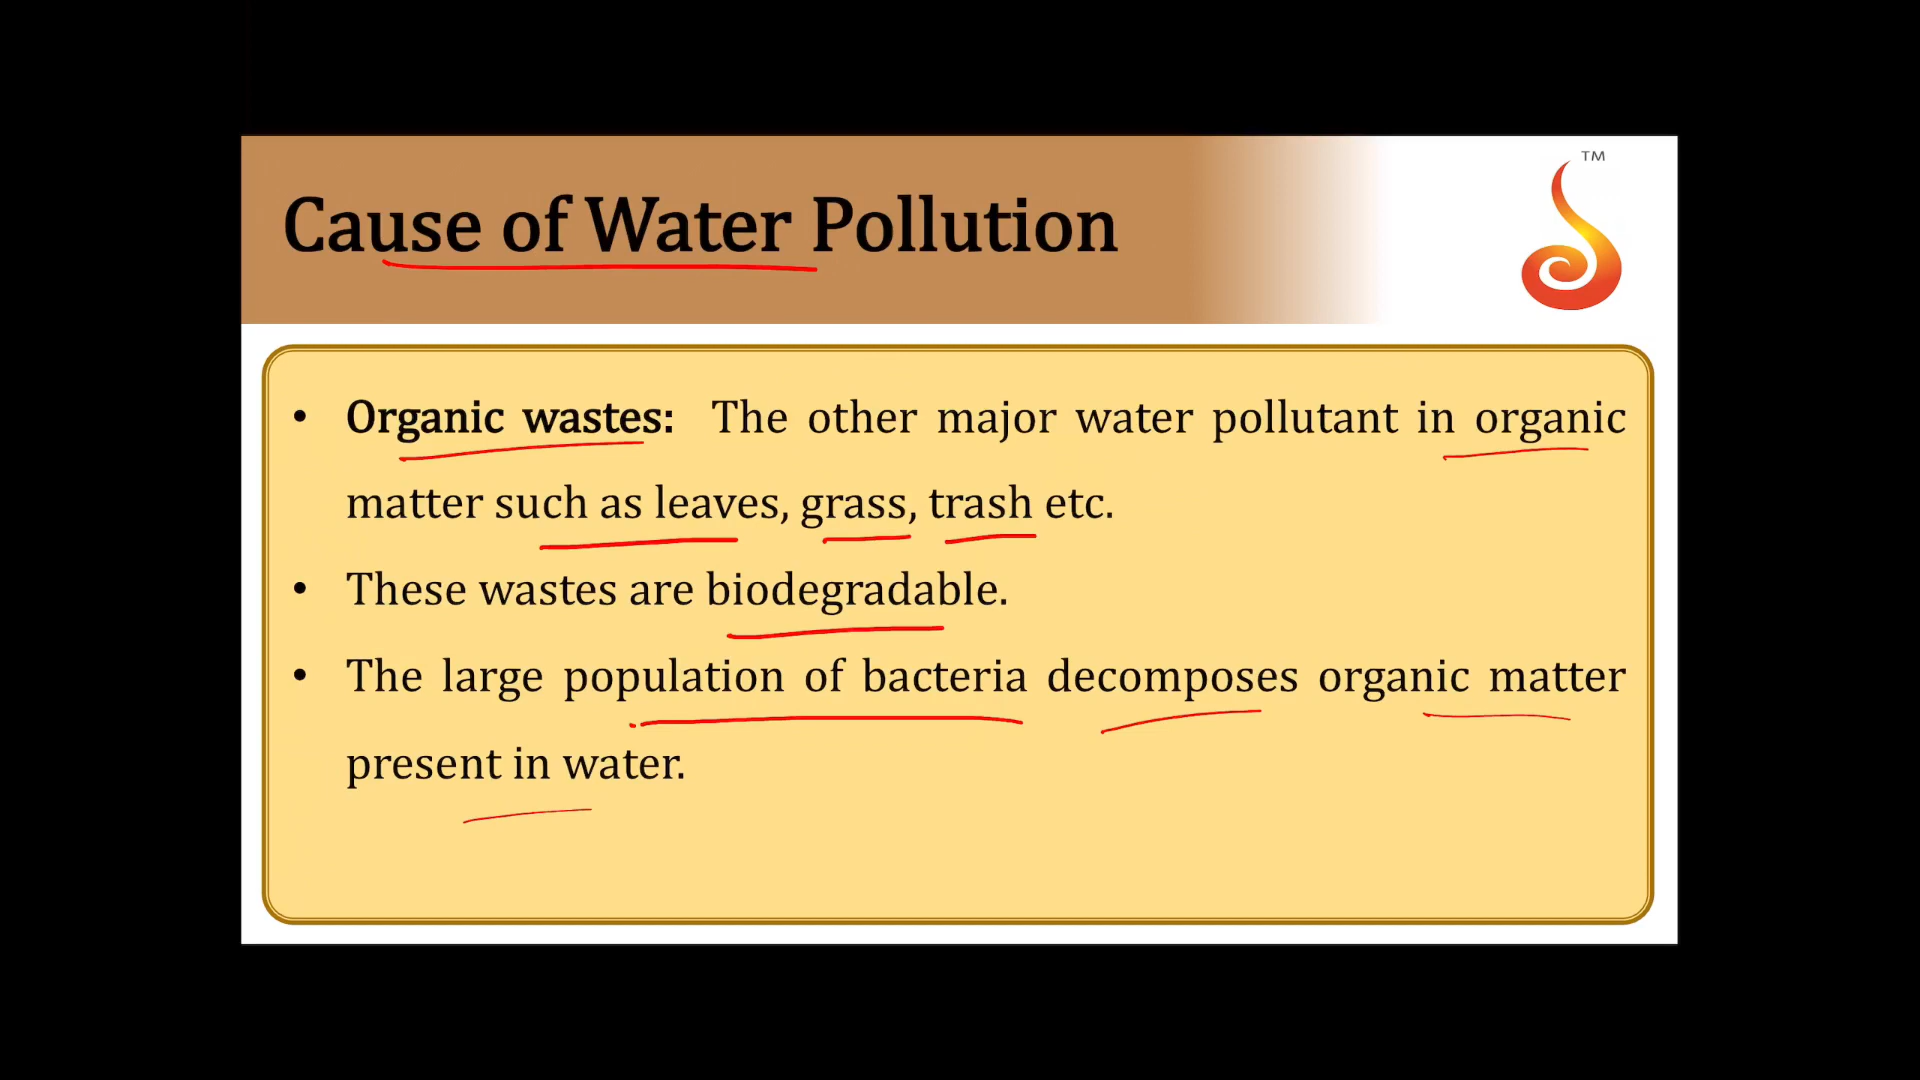 TM
Cause of Water Pollution
• Organic wastes: The other major water pollutant in organic
matter such as leaves, grass, trash etc.
• These wastes are biodegradable.
• The large population of bacteria decomposes organic matter
present in water.